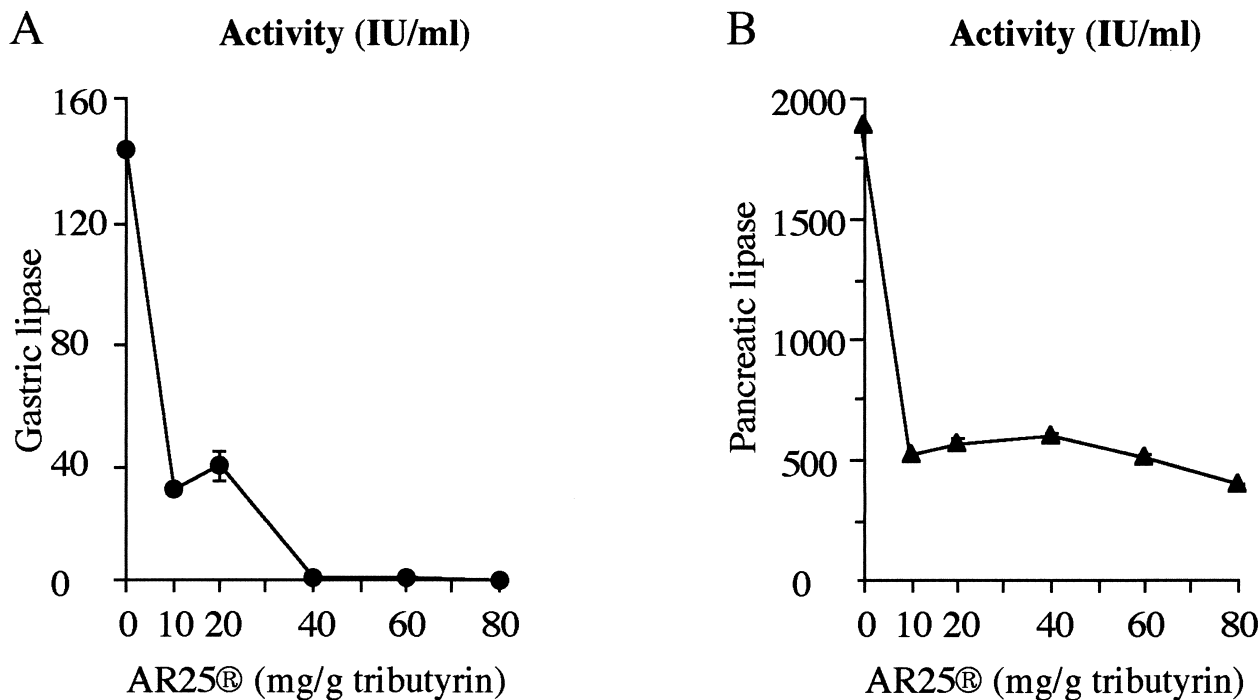 A
Activity (IU/ml)
Gastric lipase
160
120
80
40
0
0 10 20 40 60 80
AR25® (mg/g tributyrin)
B
Activity (IU/ml)
Pancreatic lipase
2000
1500
1000
500
0
0 10 20 40 60 80
AR25® (mg/g tributyrin)